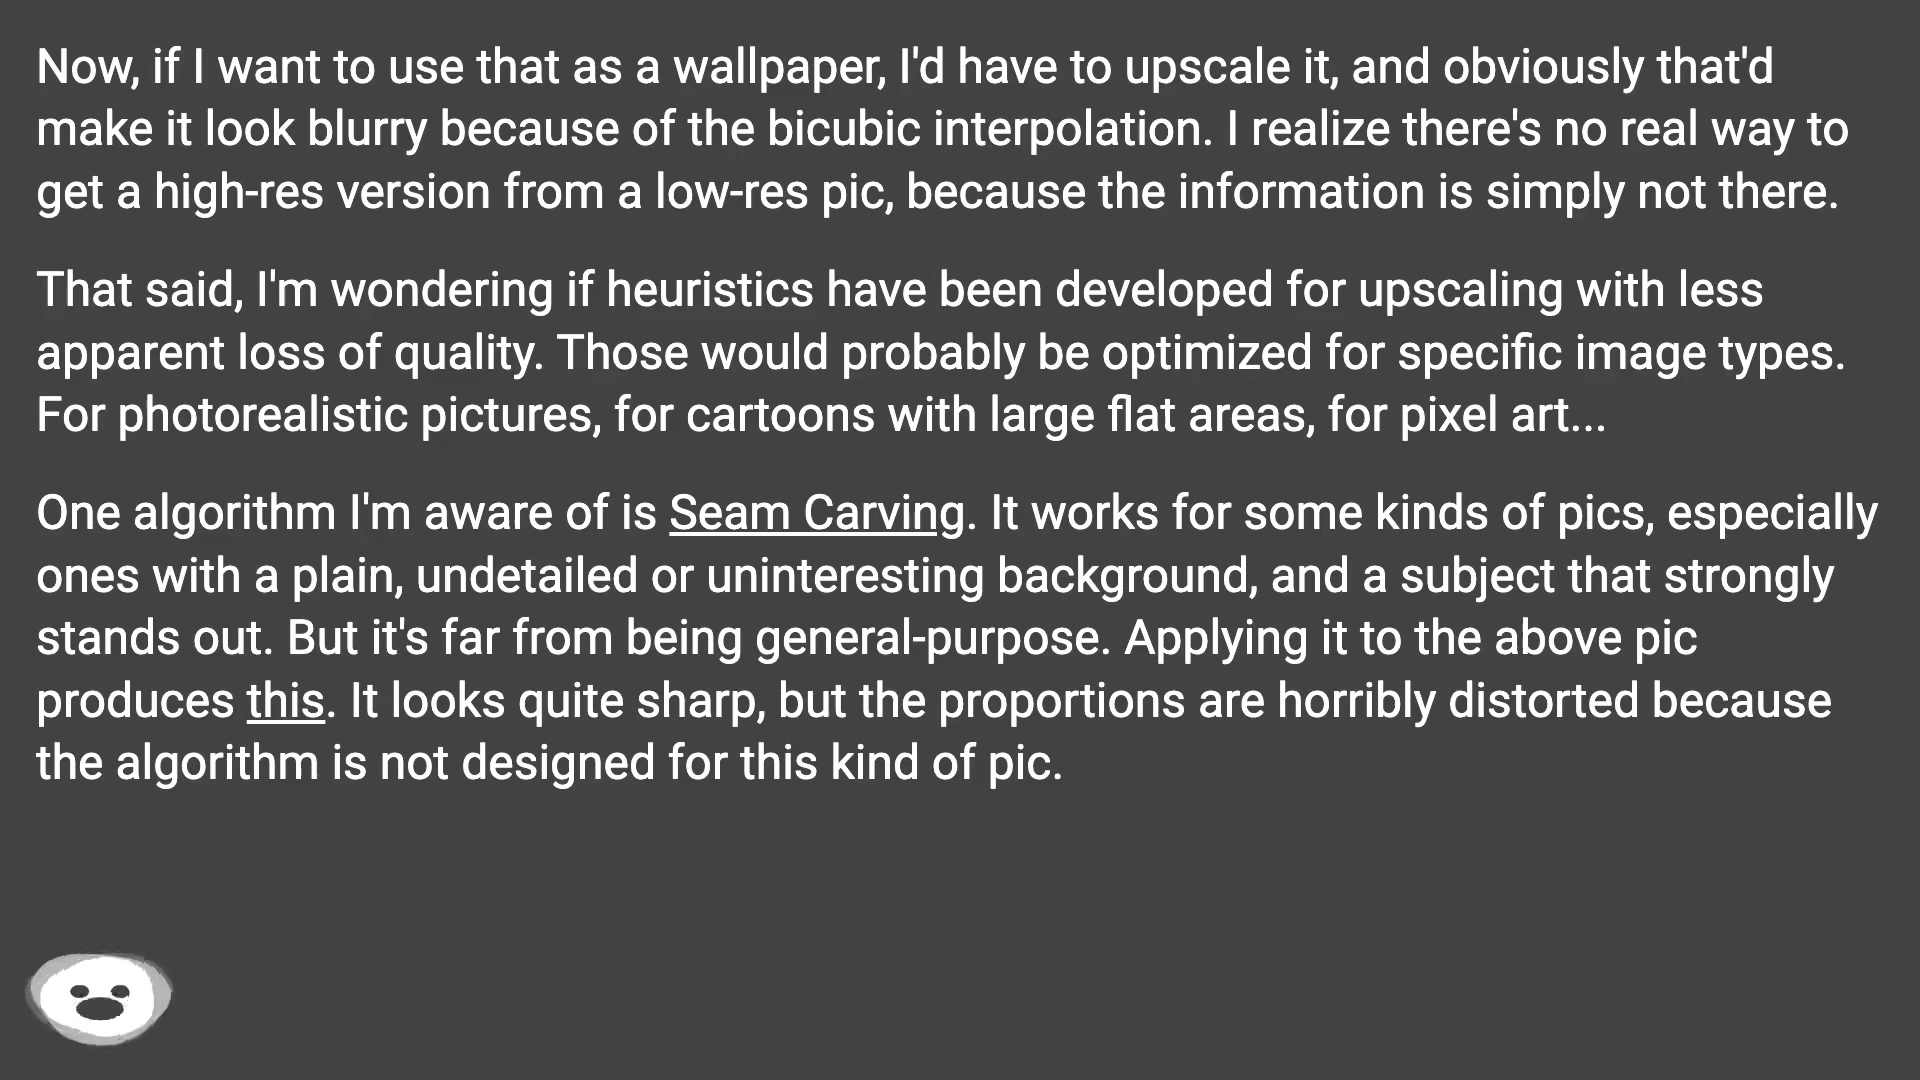 Now, if I want to use that as a wallpaper, I'd have to upscale it, and obviously that'd
make it look blurry because of the bicubic interpolation. I realize there's no real way to
get a high-res version from a low-res pic, because the information is simply not there.
That said, I'm wondering if heuristics have been developed for upscaling with less
apparent loss of quality. Those would probably be optimized for specific image types.
For photorealistic pictures, for cartoons with large flat areas, for pixel art...
One algorithm I'm aware of is Seam Carving. It works for some kinds of pics, especially
ones with a plain, undetailed or uninteresting background, and a subject that strongly
stands out. But it's far from being general-purpose. Applying it to the above pic
produces this. It looks quite sharp, but the proportions are horribly distorted because
the algorithm is not designed for this kind of pic.